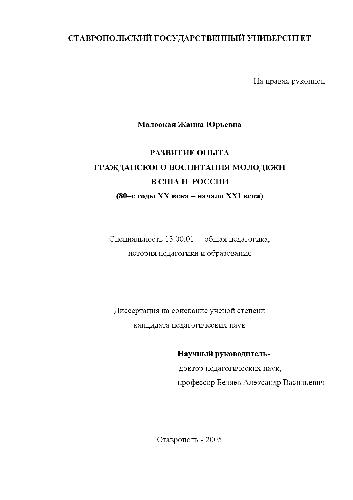 СТАВРОПОЛЬСКИЙ ГОСУДАРСТВЕННЫЙ УНИВЕРСИТЕТ
На правах рукописи
Малоокая Жанна Юрьевна
РАЗВИТИЕ ОПЫТА
ГРАЖДАНСКОГО ВОСПИТАНИЯ МОЛОДЕЖИ
В США И РОССИИ
(80-е годы XX века – начало XXI века)
Специальность 13.00.01 – общая педагогика,
история педагогики и образования
Диссертация на соискание ученой степени
кандидата педагогических наук
Научный руководитель-
доктор педагогических наук,
профессор Беляев Александр Васильевич
Ставрополь -